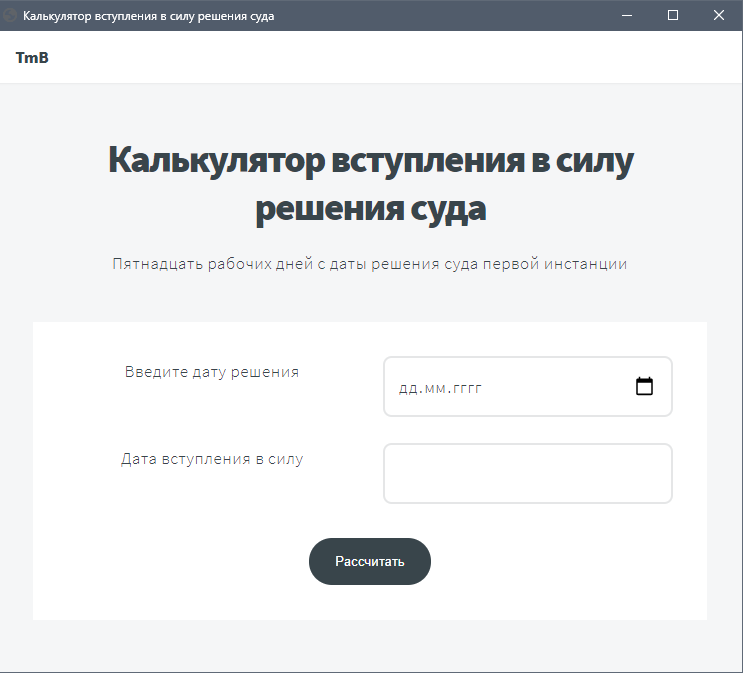 Калькулятор вступления в силу решения суда
TmB
Калькулятор вступления в силу
решения суда
Пятнадцать рабочих дней с даты решения суда первой инстанции
Введите дату решения
дд.мм.гггг
Дата вступления в силу
Рассчитать